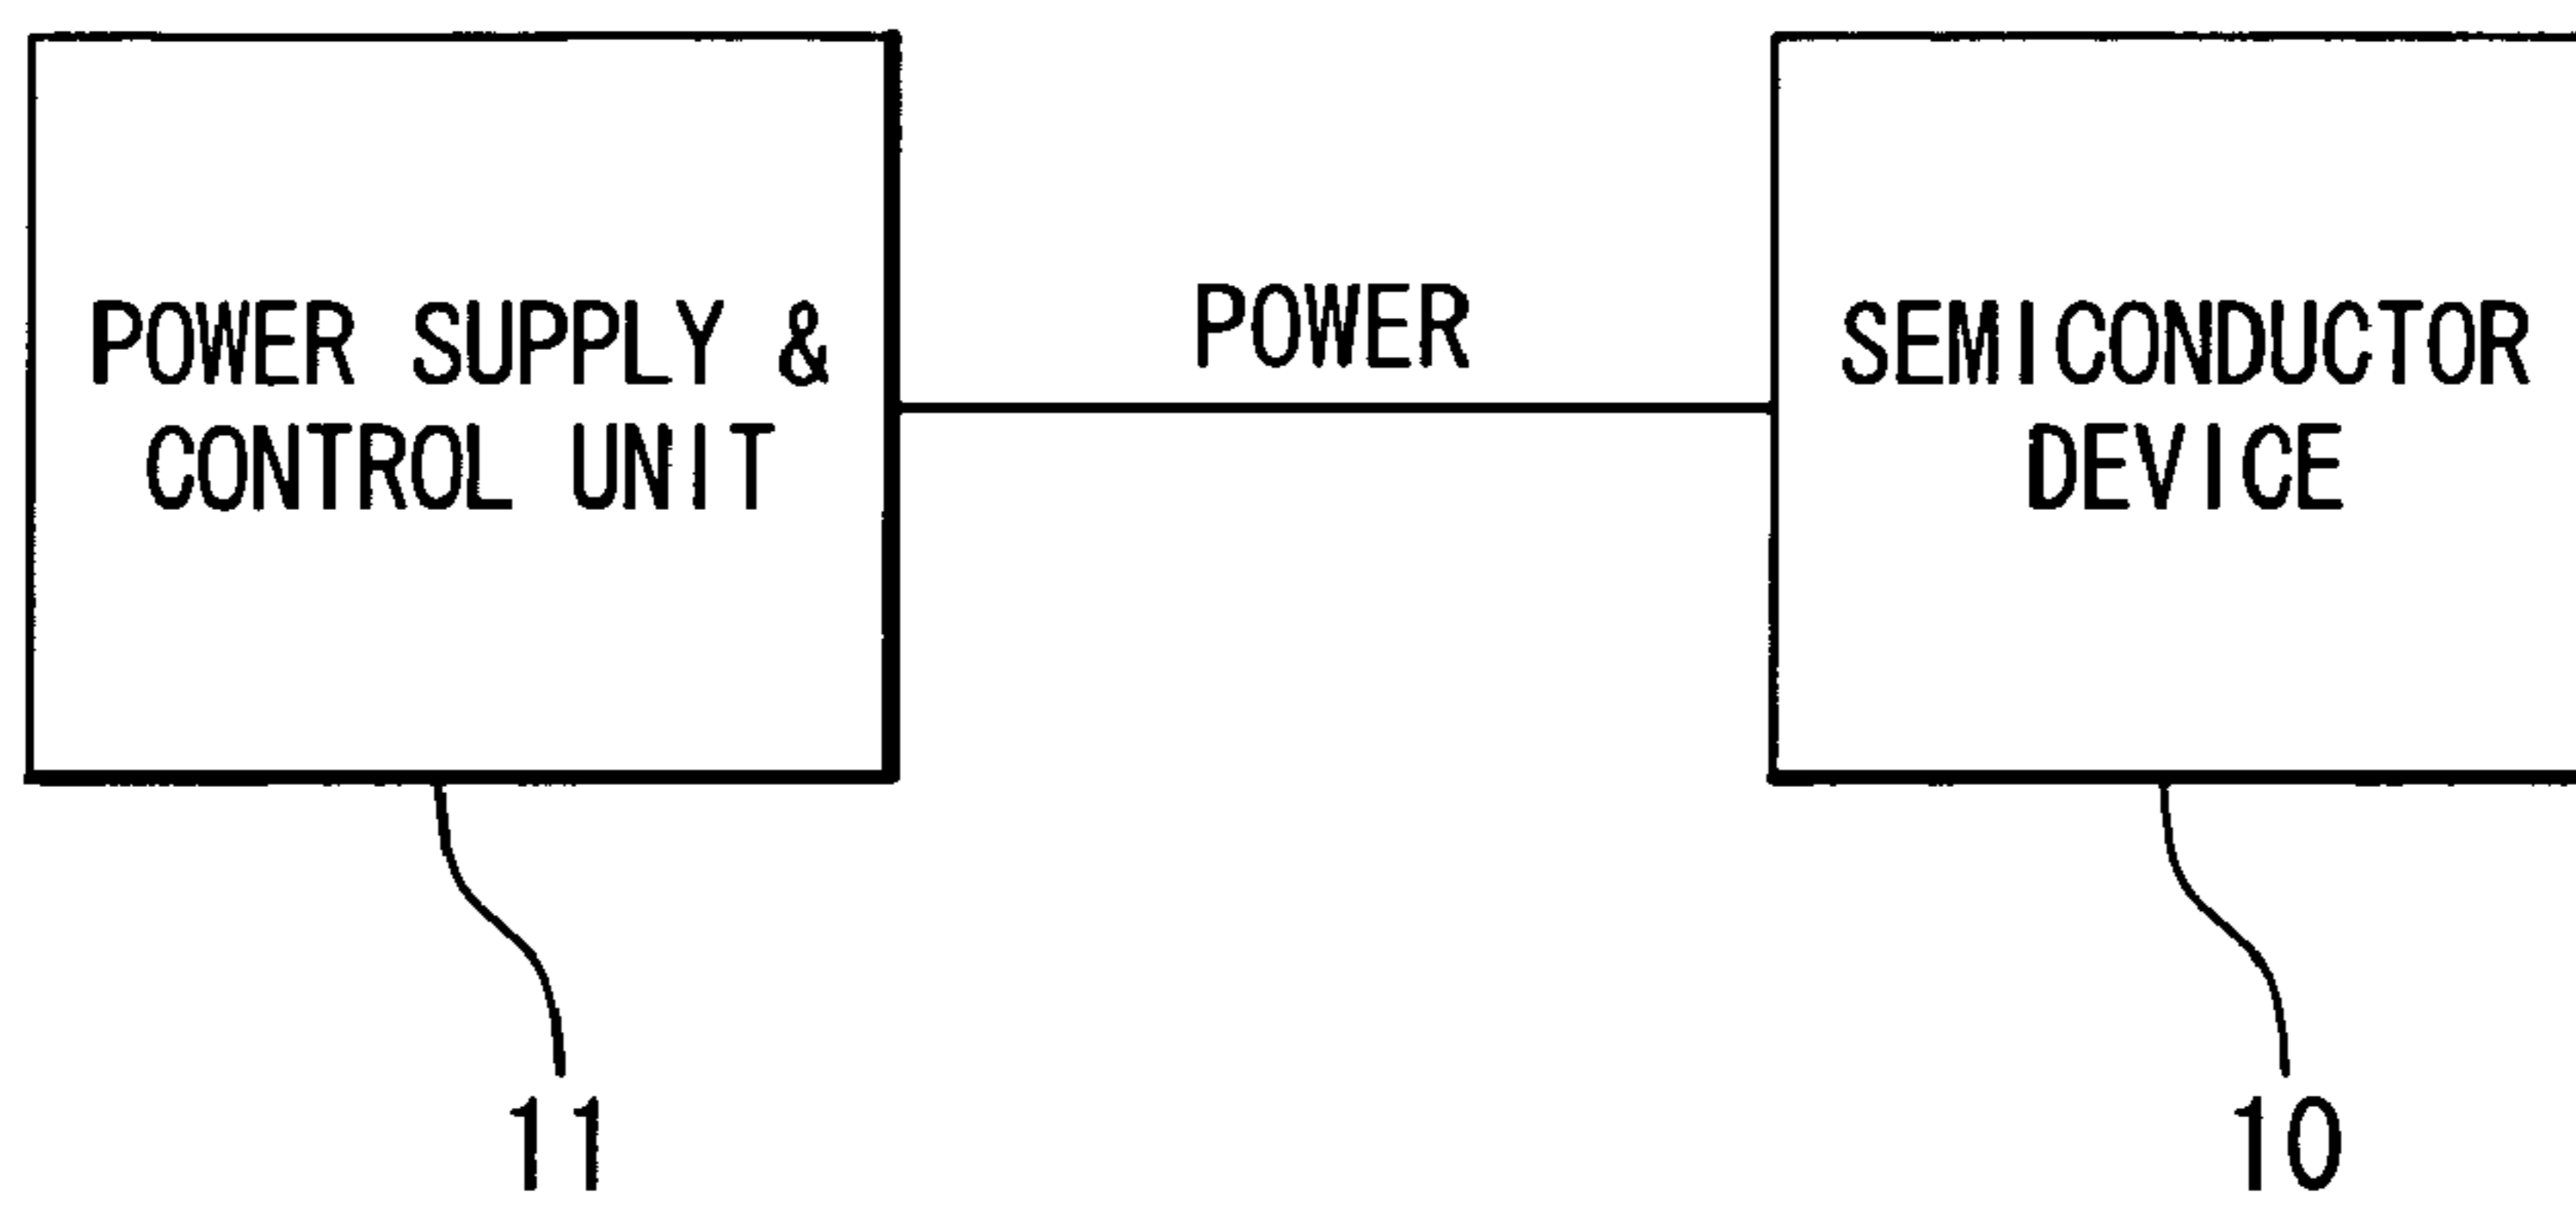 POWER SUPPLY &
CONTROL UNIT
POWER
SEMICONDUCTOR
DEVICE
11
10